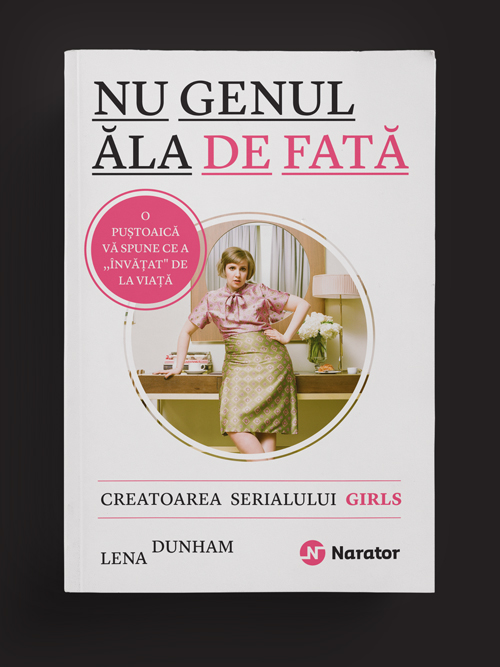 NU GENUL
ĂLA DE FATĂ
O
PUȘTOAICĂ
VĂ SPUNE CE A
„ÎNVĂȚAT” DE
LA VIAȚĂ
CREATOAREA SERIALULUI GIRLS
LENA DUNHAM
N Narator